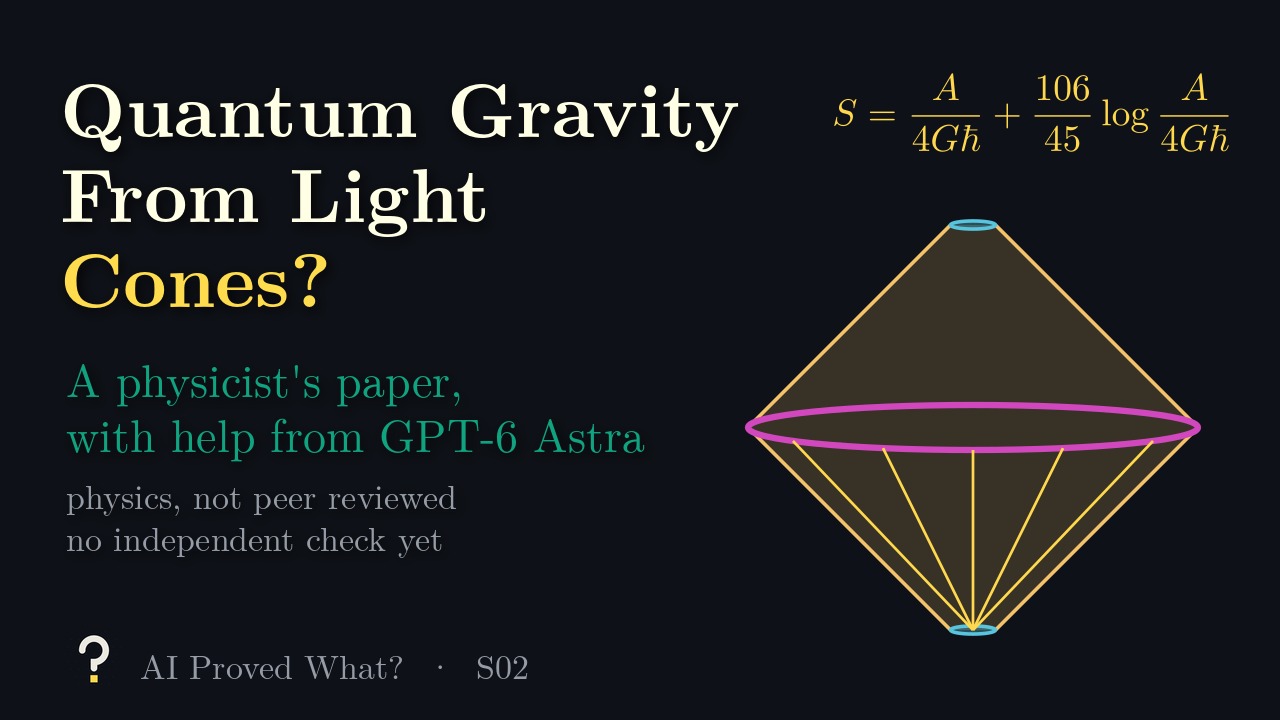 Quantum Gravity
From Light
Cones?
S = A/4Għ + 106/45 log A/4Għ
A physicist's paper,
with help from GPT-6 Astra
physics, not peer reviewed
no independent check yet
? AI Proved What? · S02